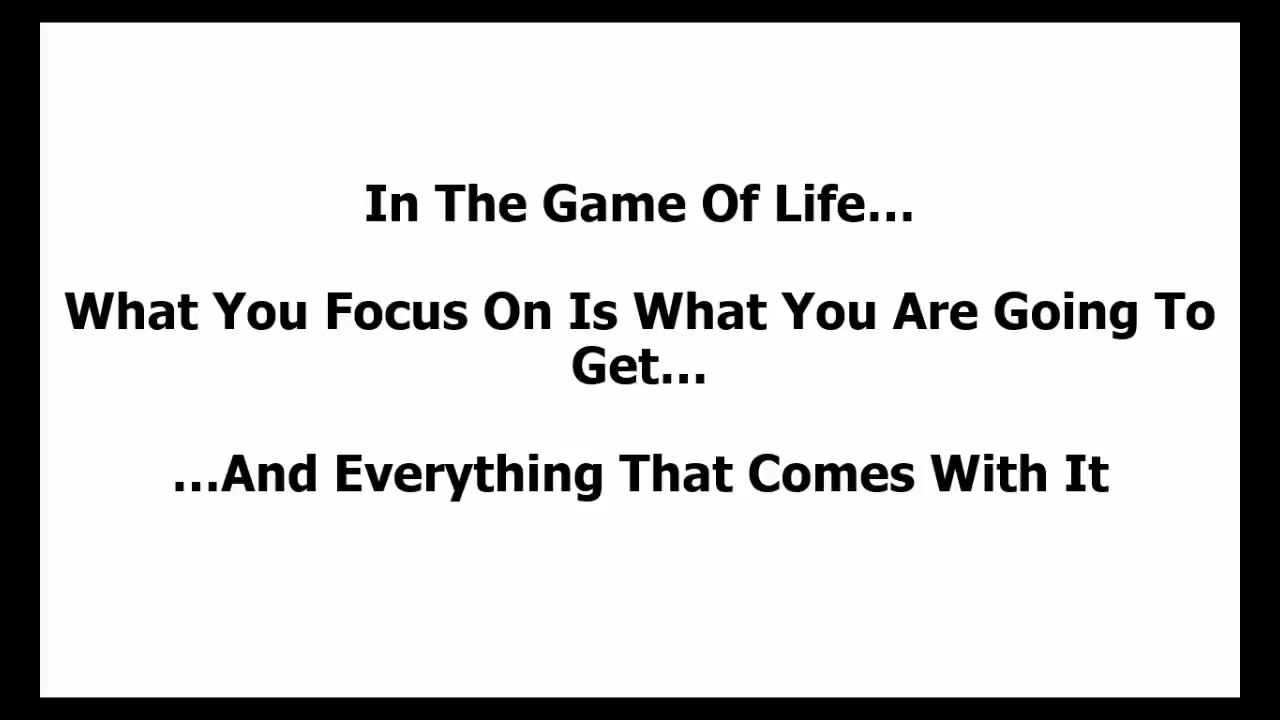 In The Game Of Life...
What You Focus On Is What You Are Going To
Get...
...And Everything That Comes With It